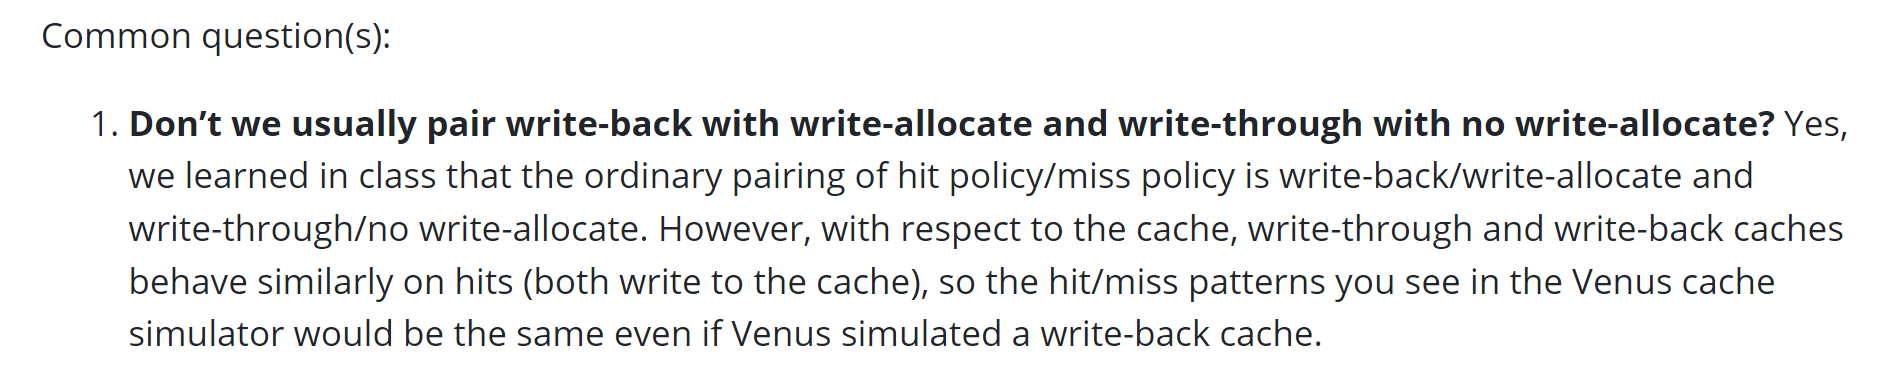 Common question(s):
1. Don’t we usually pair write-back with write-allocate and write-through with no write-allocate? Yes,
we learned in class that the ordinary pairing of hit policy/miss policy is write-back/write-allocate and
write-through/no write-allocate. However, with respect to the cache, write-through and write-back caches
behave similarly on hits (both write to the cache), so the hit/miss patterns you see in the Venus cache
simulator would be the same even if Venus simulated a write-back cache.